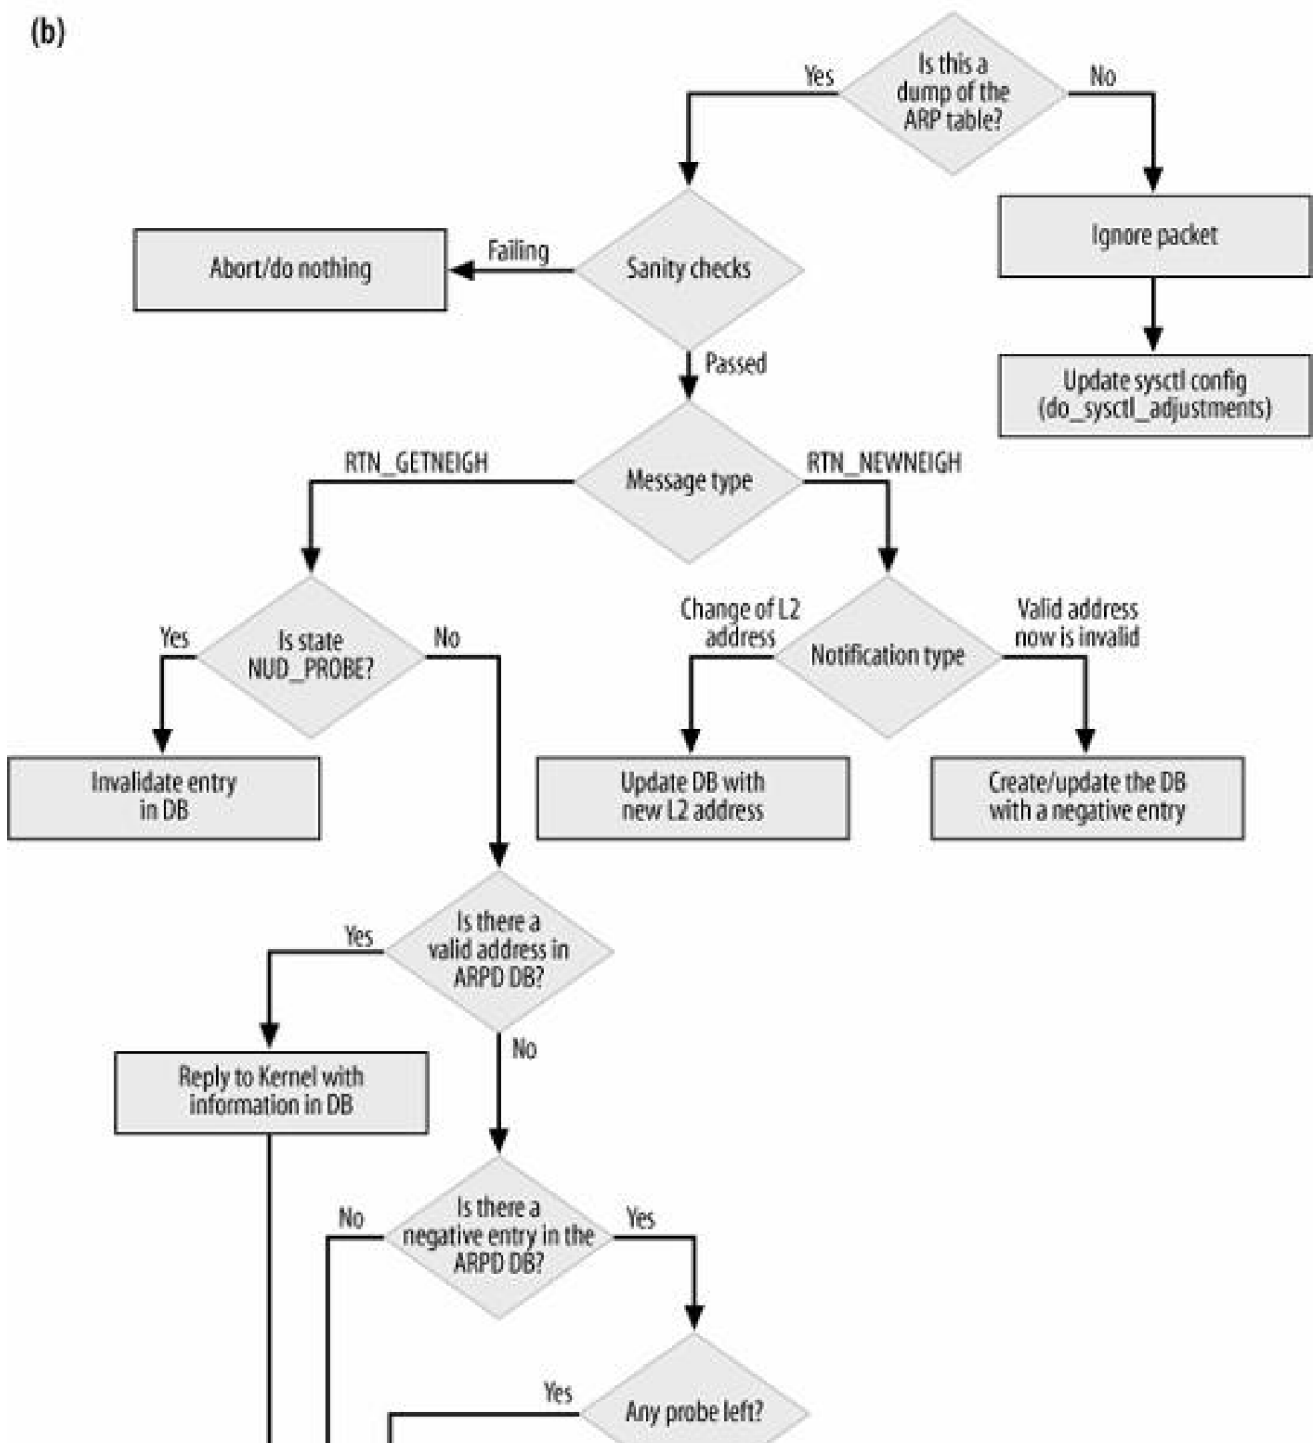 (b)
Is this a
dump of the
ARP table?
Yes
No
Ignore packet
Failing
Abort/do nothing
Sanity checks
Passed
Update sysctl config
(do_sysctl_adjustments)
RTN_GETNEIGH
RTN_NEWNEIGH
Message type
Change of L2
address
Valid address
now is invalid
Yes
Is state
NUD_PROBE?
No
Notification type
Invalidate entry
in DB
Update DB with
new L2 address
Create/update the DB
with a negative entry
Yes
Is there a
valid address in
ARPD DB?
No
Reply to Kernel with
information in DB
No
Is there a
negative entry in the
ARPD DB?
Yes
Yes
Any probe left?